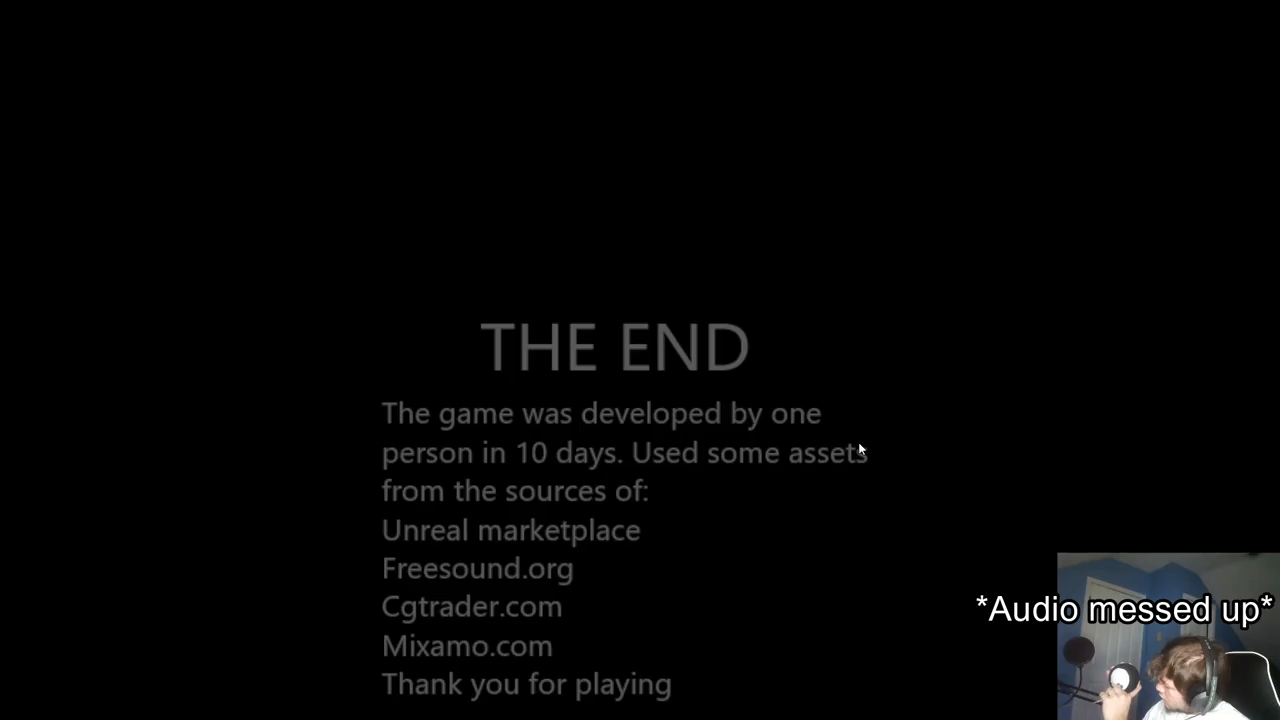 THE END
The game was developed by one
person in 10 days. Used some assets
from the sources of:
Unreal marketplace
Freesound.org
Cgtrader.com
*Audio messed up*
Mixamo.com
Thank you for playing